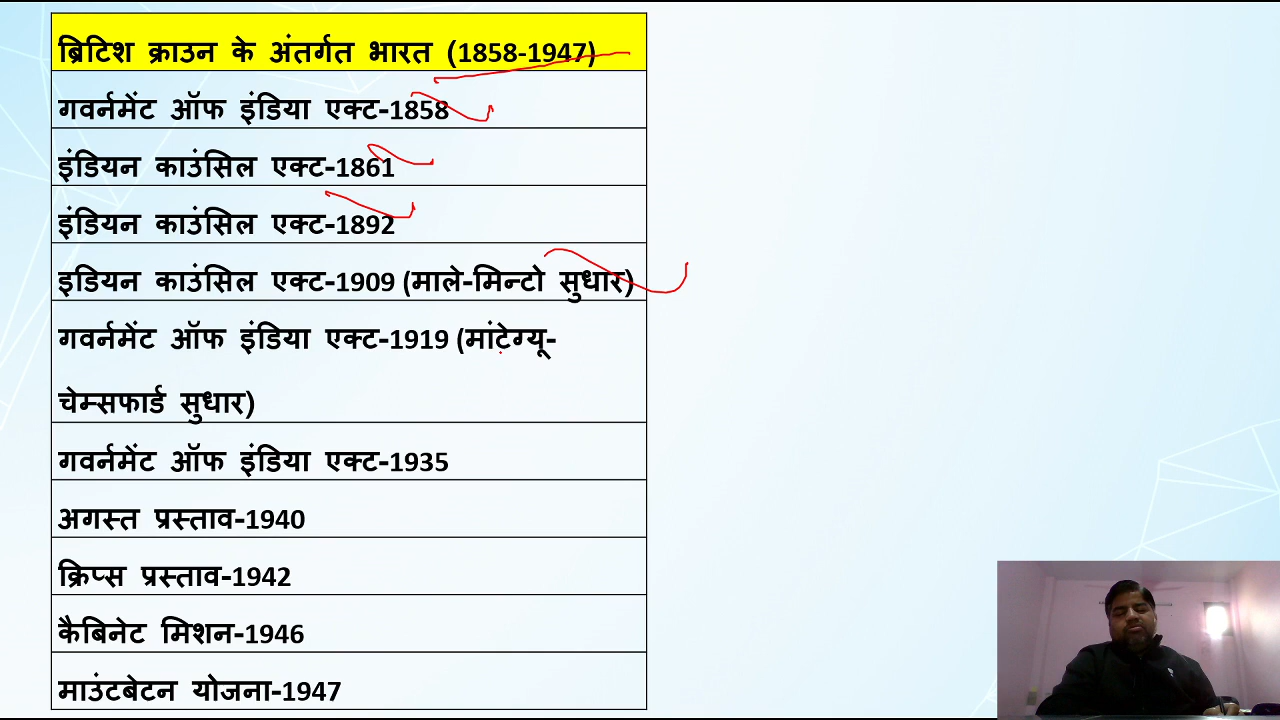 ब्रिटिश क्राउन के अंतर्गत भारत (1858-1947)
गवर्नमेंट ऑफ इंडिया एक्ट-1858
इंडियन काउंसिल एक्ट-1861
इंडियन काउंसिल एक्ट-1892
इडियन काउंसिल एक्ट-1909 (माले-मिन्टो सुधार)
गवर्नमेंट ऑफ इंडिया एक्ट-1919 (मांटेग्यू-
चेम्सफार्ड सुधार)
गवर्नमेंट ऑफ इंडिया एक्ट-1935
अगस्त प्रस्ताव-1940
क्रिप्स प्रस्ताव-1942
कैबिनेट मिशन-1946
माउंटबेटन योजना-1947